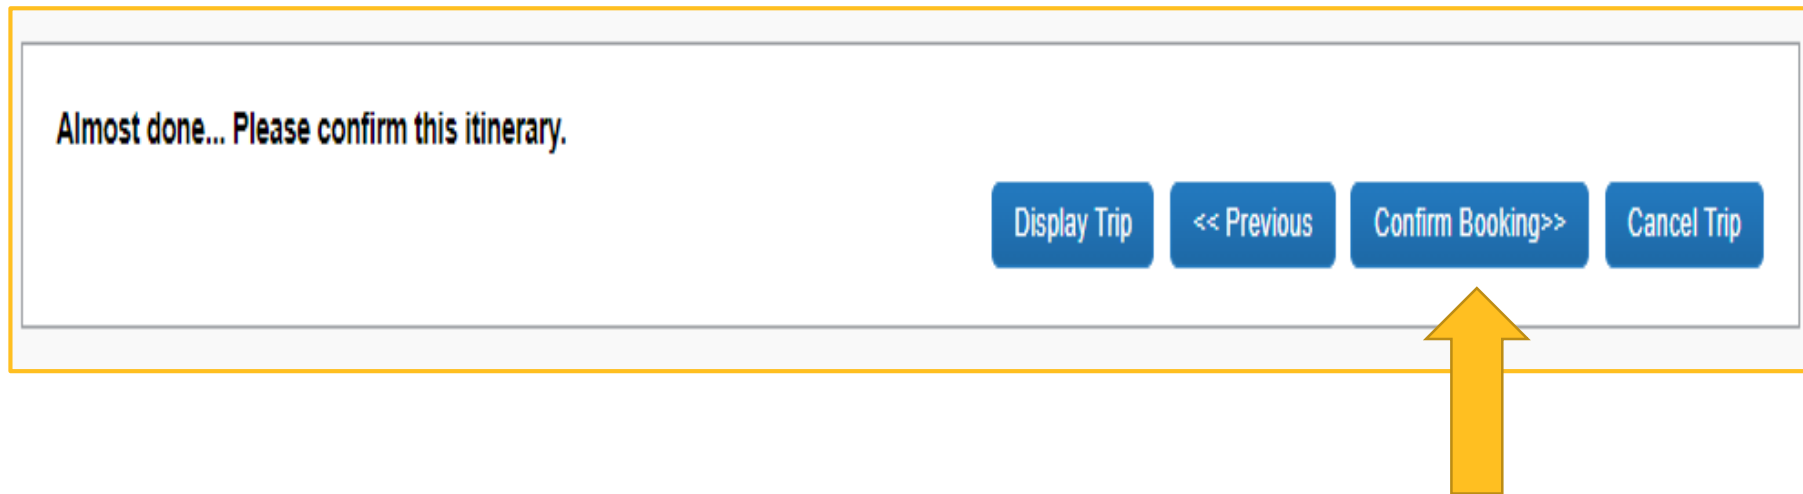 Almost done... Please confirm this itinerary.
Display Trip << Previous Confirm Booking>> Cancel Trip